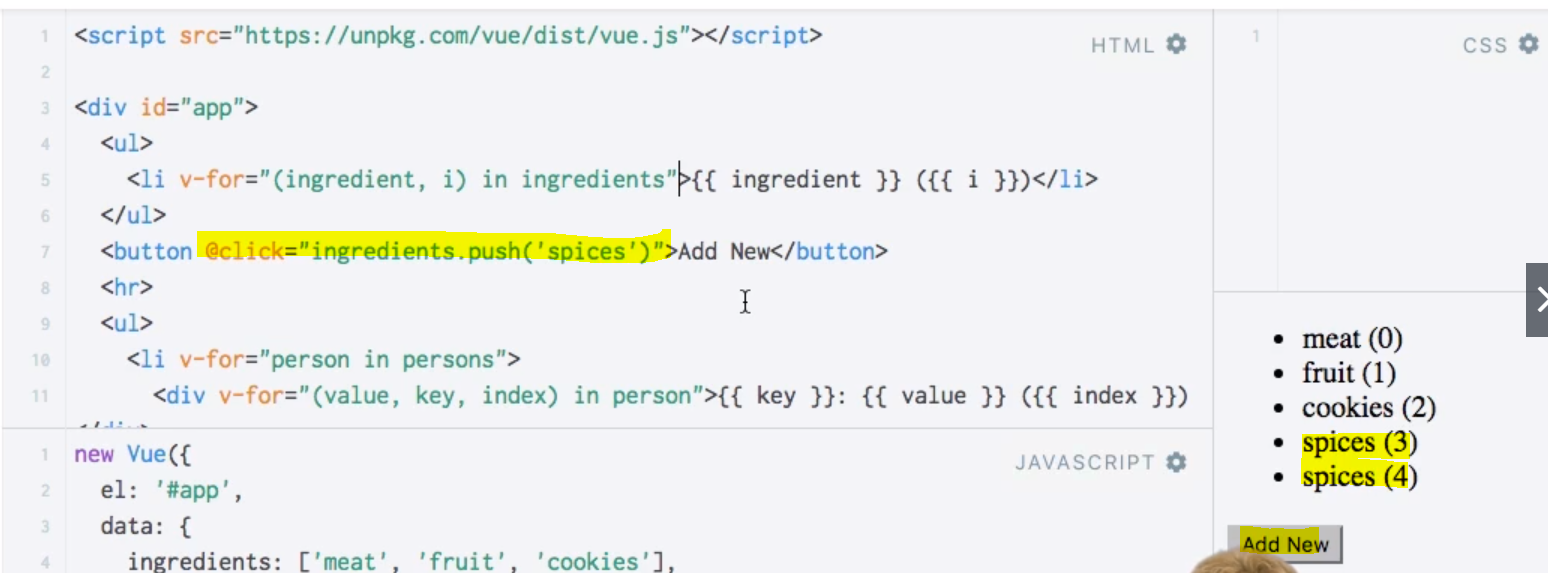 1 <script src="https://unpkg.com/vue/dist/vue.js"></script>
2
3 <div id="app">
4 <ul>
5 <li v-for="(ingredient, i) in ingredients">{{ ingredient }} ({{ i }})</li>
6 </ul>
7 <button @click="ingredients.push('spices')">Add New</button>
8 <hr>
9 <ul>
10 <li v-for="person in persons">
11 <div v-for="(value, key, index) in person">{{ key }}: {{ value }} ({{ index }})
HTML
1 new Vue({
2 el: '#app',
3 data: {
4 ingredients: ['meat', 'fruit', 'cookies'],
JAVASCRIPT
1
CSS
meat (0)
fruit (1)
cookies (2)
spices (3)
spices (4)
Add New